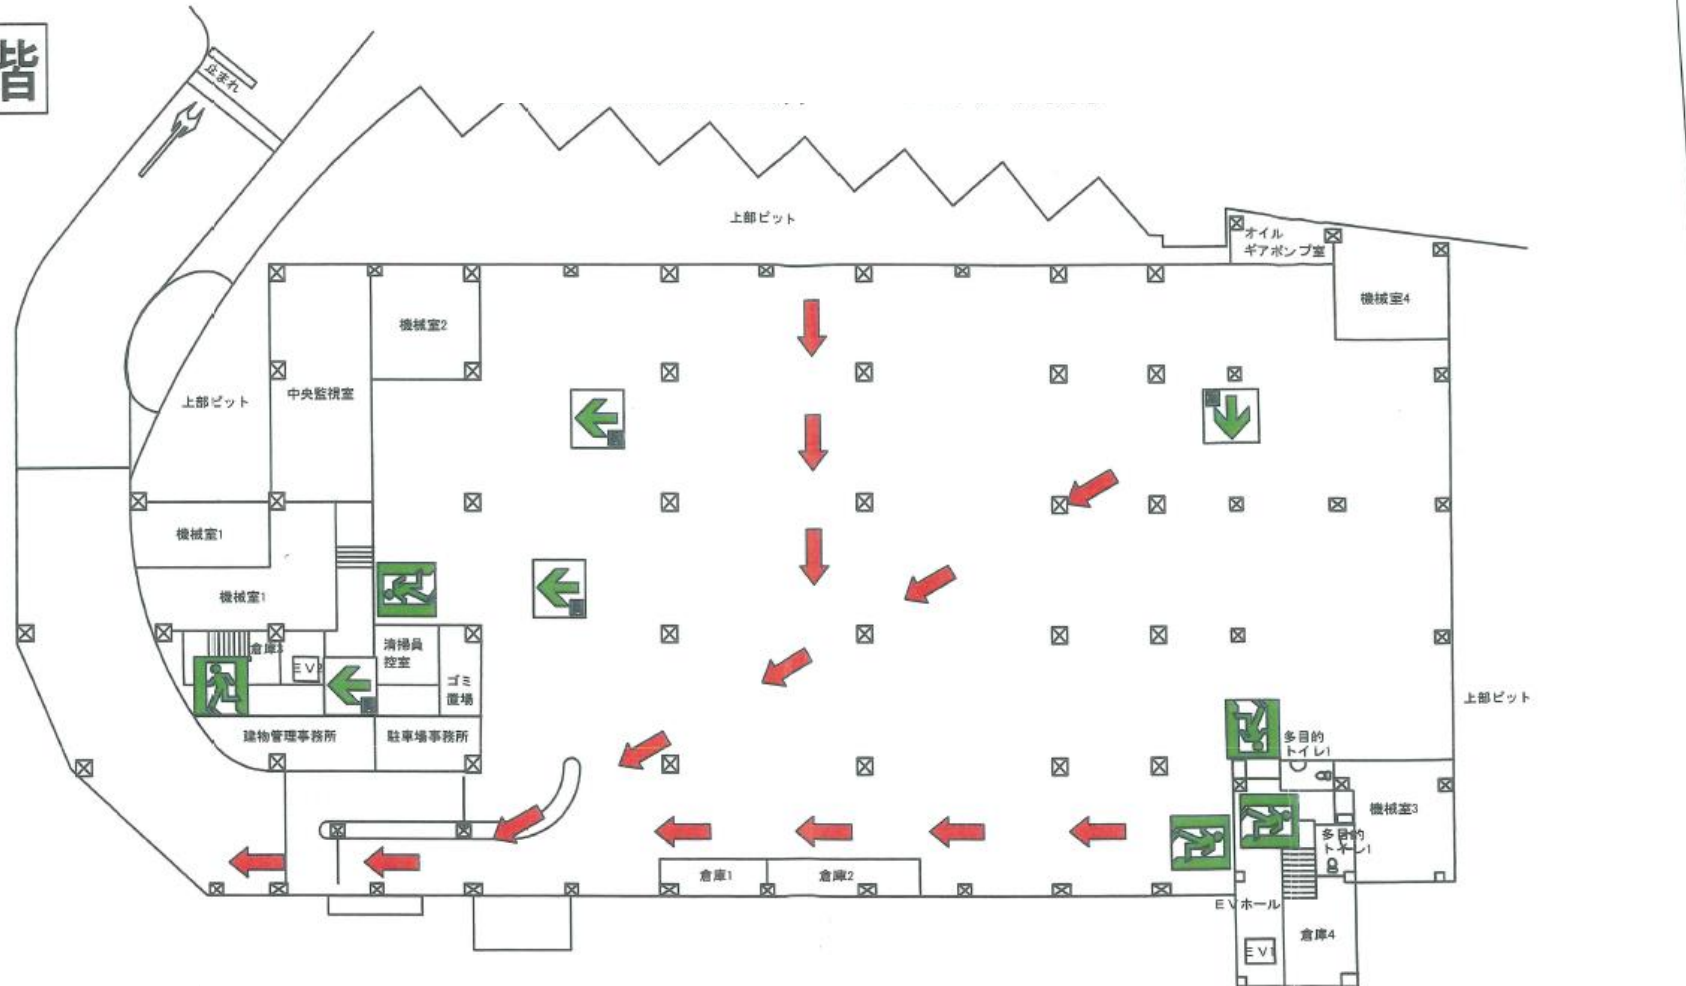 階
止まれ
上部ピット
オイル
ギアポンプ室
機械室4
機械室2
中央監視室
上部ピット
機械室1
機械室1
倉庫3
EV2
清掃員
控室
ゴミ
置場
建物管理事務所
駐車場事務所
上部ピット
多目的
トイレ1
機械室3
多目的
トイレ1
倉庫1
倉庫2
EVホール
倉庫4
EV1